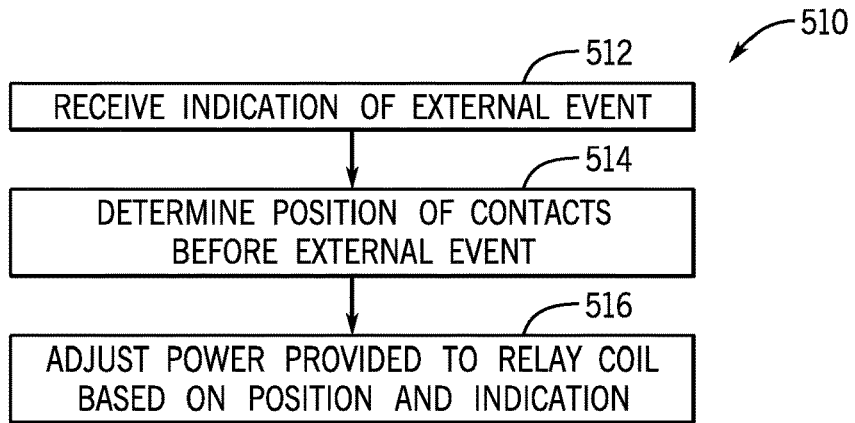 510
512
RECEIVE INDICATION OF EXTERNAL EVENT
514
DETERMINE POSITION OF CONTACTS
BEFORE EXTERNAL EVENT
516
ADJUST POWER PROVIDED TO RELAY COIL
BASED ON POSITION AND INDICATION